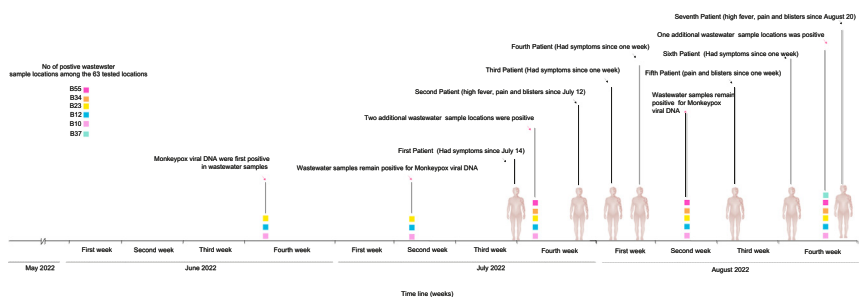 Seventh Patient (high fever, pain and blisters since August 20)
One additional wastewater sample locations was positive
Fourth Patient (Had symptoms since one week)
Sixth Patient (Had symptoms since one week)
No of postive wastewster
sample locations among the 63 tested locations
Third Patient (Had symptoms since one week)
Fifth Patient (pain and blisters since one week)
B55
B34
B23
B12
B10
B37
Second Patient (high fever, pain and blisters since July 12)
Wastewater samples remain
positive for Monkeypox
viral DNA
Two additional wastewater sample locations were positive
First Patient (Had symptoms since July 14)
Monkeypox viral DNA were first positive
in wastewater samples
Wastewater samples remain positive for Monkeypox viral DNA
First week
Second week
Third week
Fourth week
First week
Second week
Third week
Fourth week
First week
Second week
Third week
Fourth week
May 2022
June 2022
July 2022
August 2022
Time line (weeks)